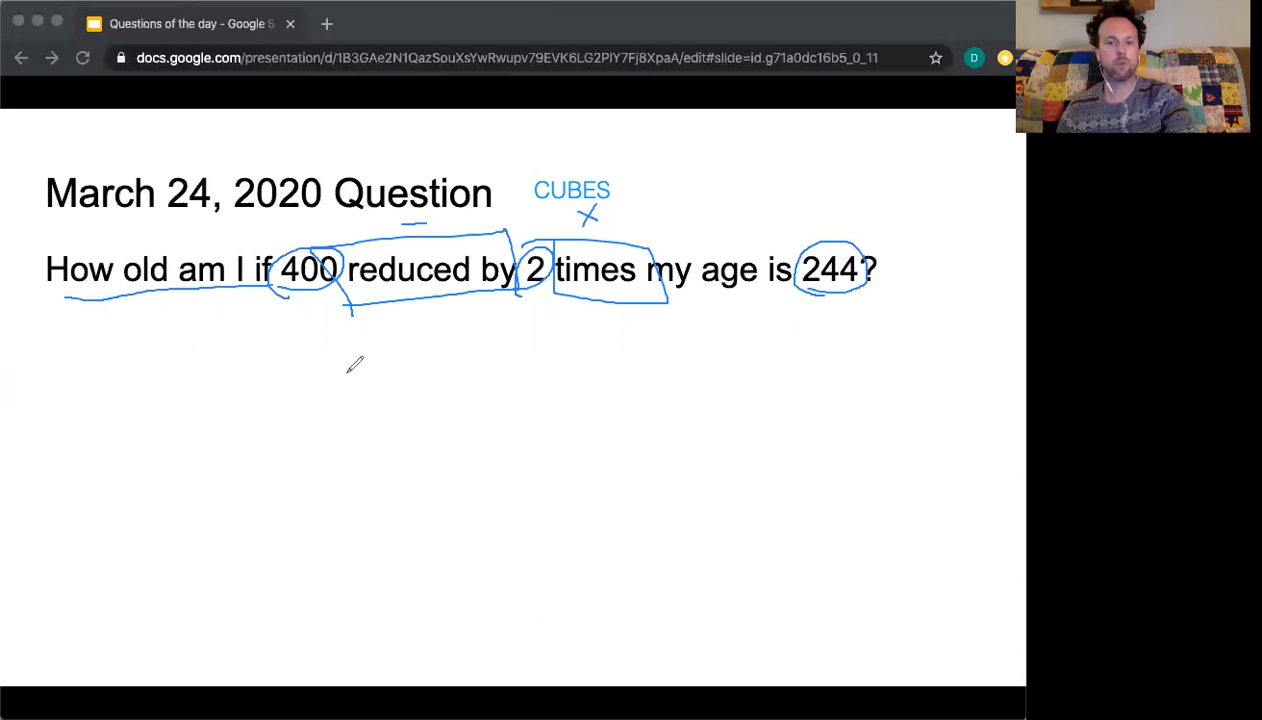 Questions of the day - Google S
docs.google.com/presentation/d/1B3GAe2N1QazSouXsYwRwupv79EVK6LG2PlY7Fj8XpaA/edit#slide=id.g71a0dc16b5_0_11
D
March 24, 2020 Question
CUBES
— X
How old am I if 400 reduced by 2 times my age is 244?